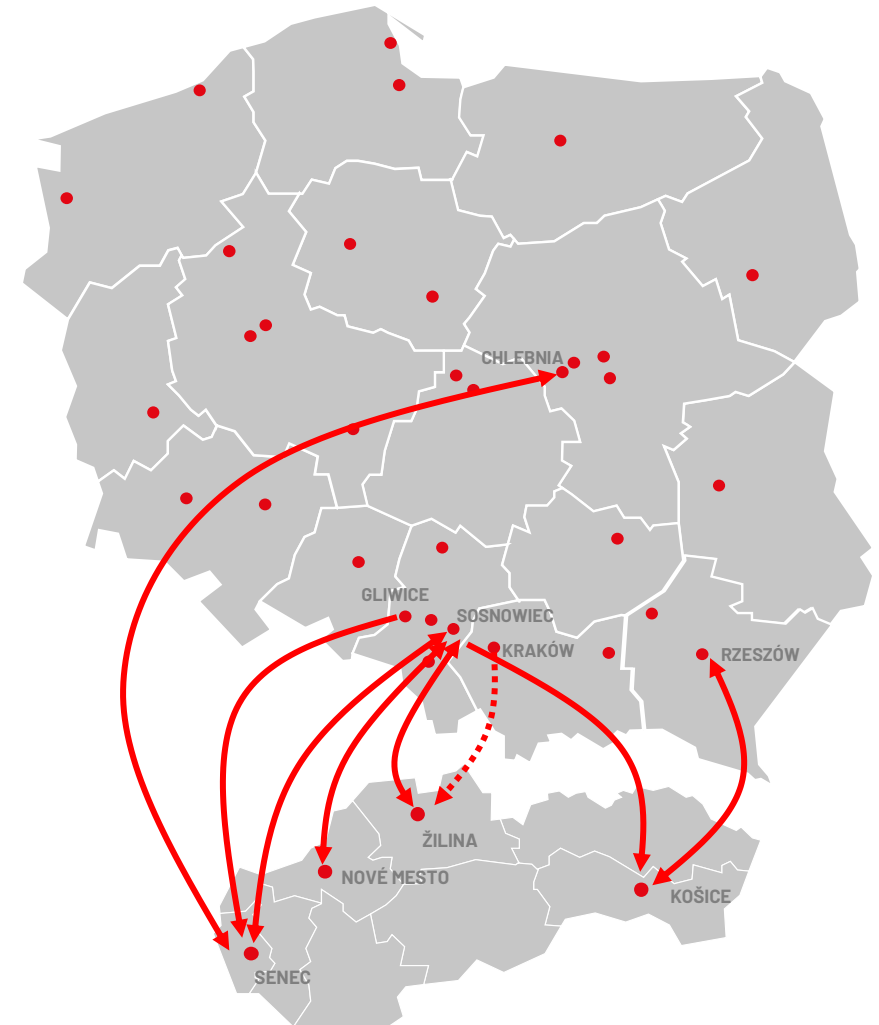 CHLEBNIA
GLIWICE
SOSNOWIEC
KRAKÓW
RZESZÓW
ŽILINA
NOVÉ MESTO
KOŠICE
SENEC